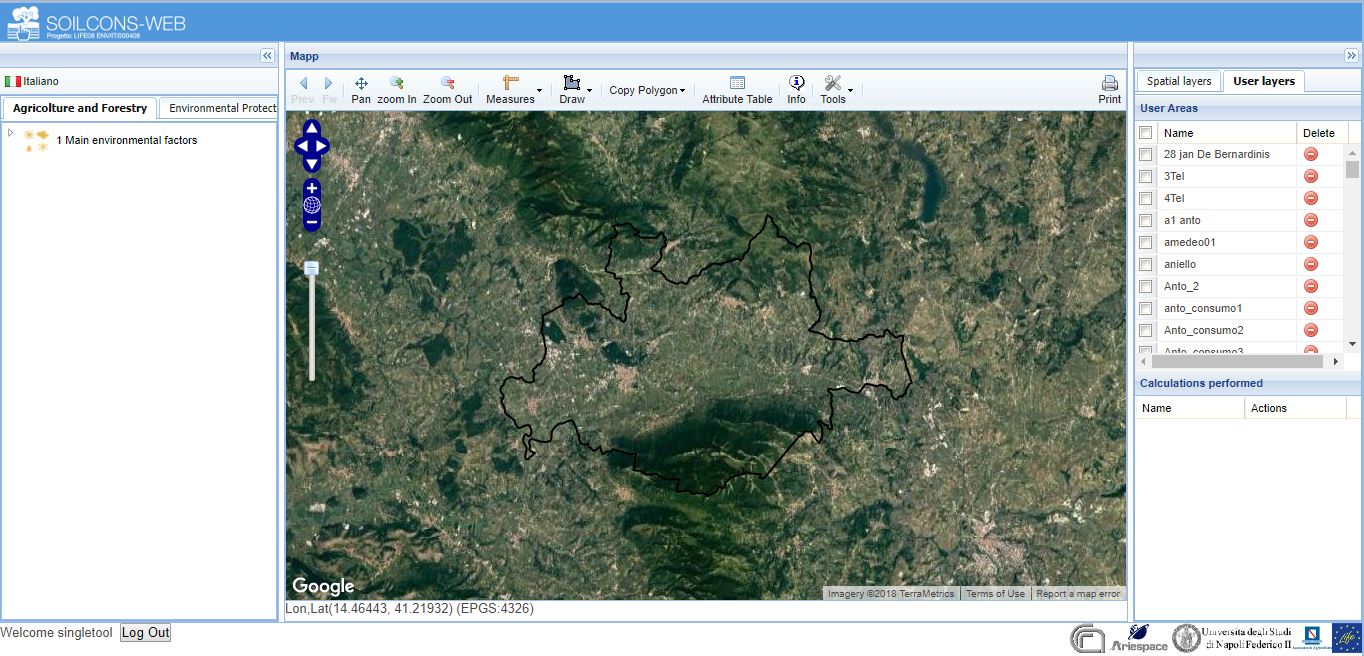 SOILCONS-WEB
Progetto: LIFE08 ENV/IT/000408
Mapp
Italiano
Agriculture and Forestry
Environmental Protect
1 Main environmental factors
Prev. Fw Pan zoom In Zoom Out Measures Draw Copy Polygon Attribute Table Info Tools Print
Google
Imagery ©2018 TerraMetrics Terms of Use Report a map error
Lon,Lat(14.46443, 41.21932) (EPGS:4326)
Spatial layers User layers
User Areas
Name Delete
28 jan De Bernardinis
3Tel
4Tel
a1 anto
amedeo01
aniello
Anto_2
anto_consumo1
Anto_consumo2
Anto_consumo3
Calculations performed
Name Actions
Welcome singletool Log Out
Ariespace
Università degli Studi
di Napoli Federico II
Life